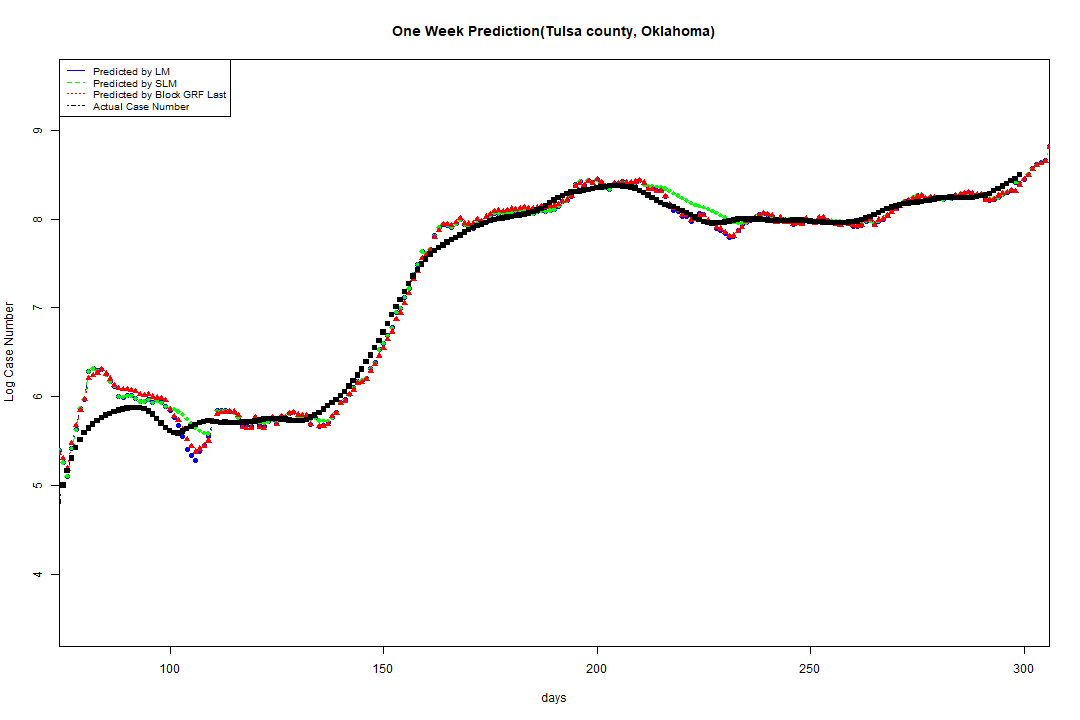 One Week Prediction(Tulsa county, Oklahoma)
Predicted by LM
Predicted by SLM
Predicted by Block GRF Last
Actual Case Number
9
8
7
6
5
4
Log Case Number
100 150 200 250 300
days